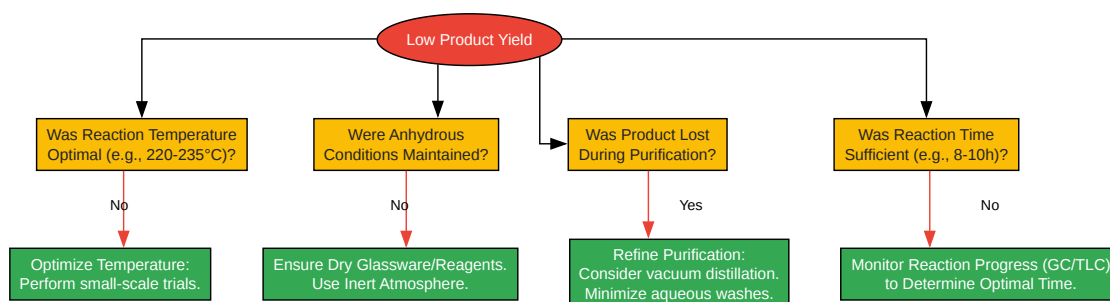 Low Product Yield
Was Reaction Temperature
Optimal (e.g., 220-235°C)?
Were Anhydrous
Conditions Maintained?
Was Product Lost
During Purification?
Was Reaction Time
Sufficient (e.g., 8-10h)?
No
No
Yes
No
Optimize Temperature:
Perform small-scale trials.
Ensure Dry Glassware/Reagents.
Use Inert Atmosphere.
Refine Purification:
Consider vacuum distillation.
Minimize aqueous washes.
Monitor Reaction Progress (GC/TLC)
to Determine Optimal Time.